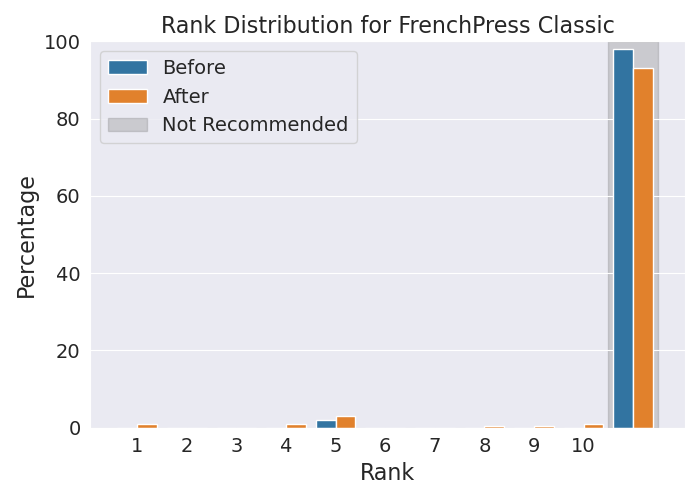 Rank Distribution for FrenchPress Classic
Before
After
Not Recommended
Percentage
100
80
60
40
20
0
1 2 3 4 5 6 7 8 9 10
Rank